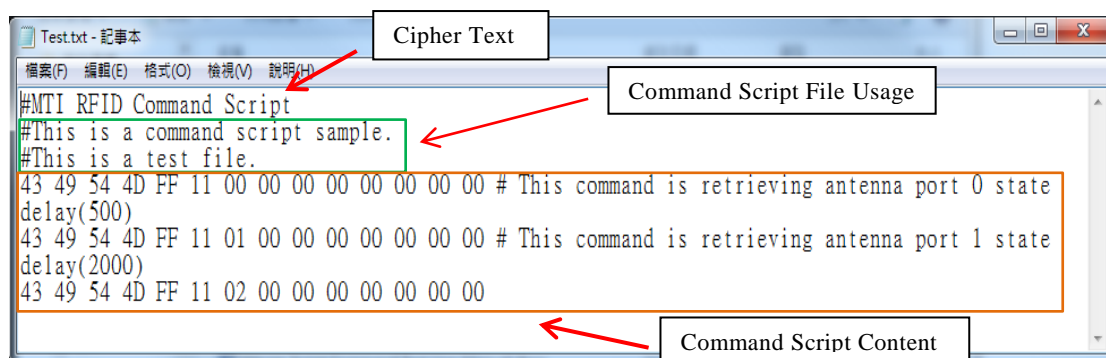 Test.txt - 記事本
Cipher Text
檔案(F) 編輯(E) 格式(O) 檢視(V) 說明(H)
Command Script File Usage
#MTI RFID Command Script
#This is a command script sample.
#This is a test file.
43 49 54 4D FF 11 00 00 00 00 00 00 00 00 # This command is retrieving antenna port 0 state
delay(500)
43 49 54 4D FF 11 01 00 00 00 00 00 00 00 # This command is retrieving antenna port 1 state
delay(2000)
43 49 54 4D FF 11 02 00 00 00 00 00 00 00
Command Script Content